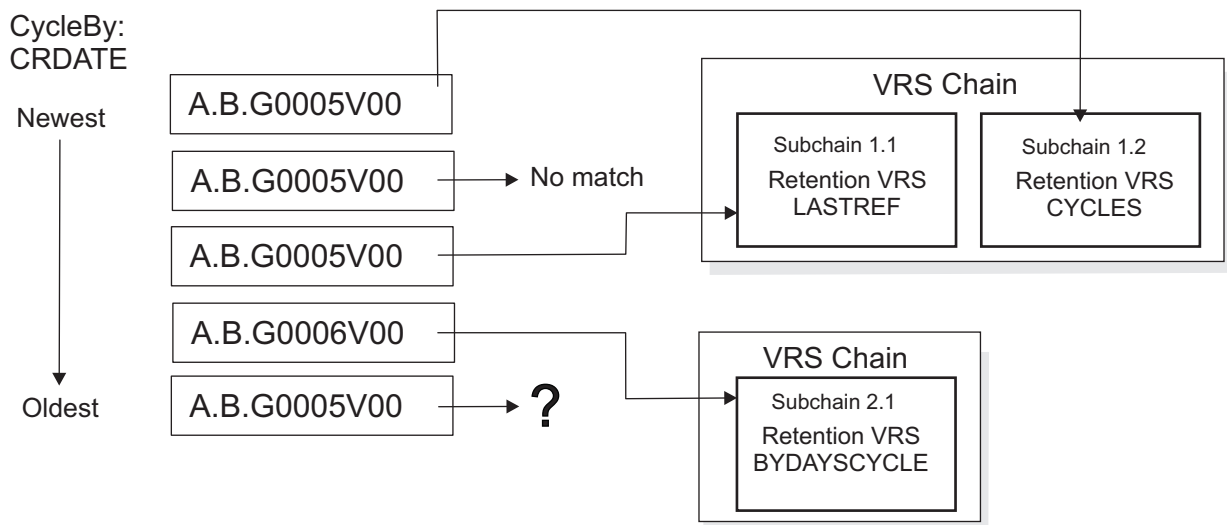 CycleBy:
CRDATE
Newest
Oldest
A.B.G0005V00
A.B.G0005V00
No match
A.B.G0005V00
A.B.G0006V00
A.B.G0005V00
?
VRS Chain
Subchain 1.1
Retention VRS
LASTREF
Subchain 1.2
Retention VRS
CYCLES
VRS Chain
Subchain 2.1
Retention VRS
BYDAYSCYCLE